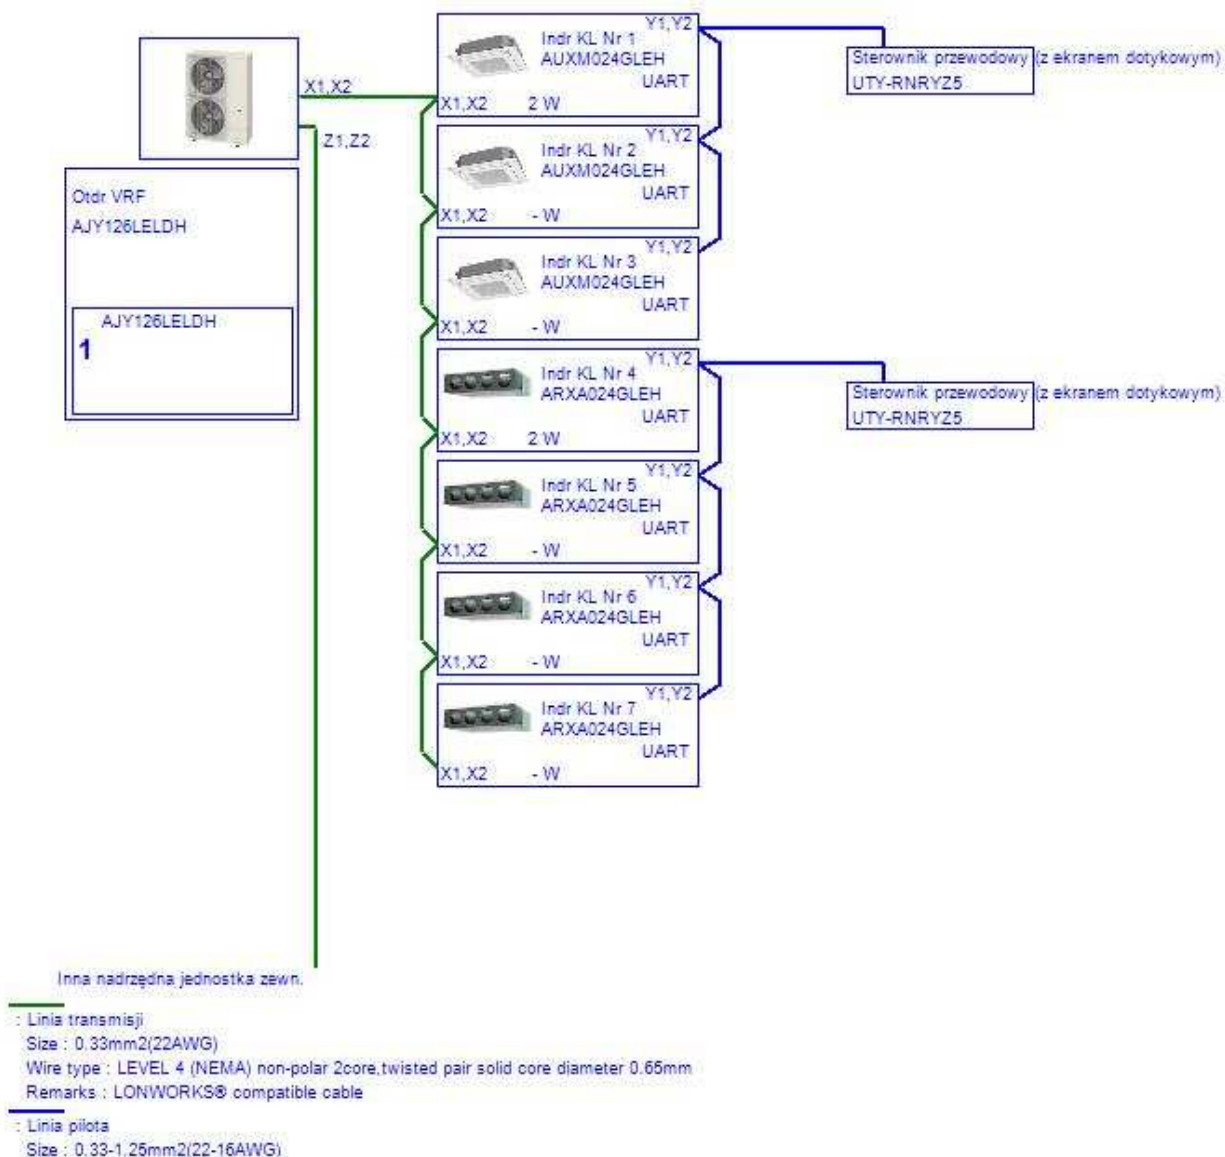 X1,X2
Z1,Z2
Otdr VRF
AJY126LELDH
AJY126LELDH
1
Y1,Y2
Indr KL Nr 1
AUXM024GLEH
UART
X1,X2 2 W
Y1,Y2
Indr KL Nr 2
AUXM024GLEH
UART
X1,X2 - W
Y1,Y2
Indr KL Nr 3
AUXM024GLEH
UART
X1,X2 - W
Y1,Y2
Indr KL Nr 4
ARXA024GLEH
UART
X1,X2 2 W
Y1,Y2
Indr KL Nr 5
ARXA024GLEH
UART
X1,X2 - W
Y1,Y2
Indr KL Nr 6
ARXA024GLEH
UART
X1,X2 - W
Y1,Y2
Indr KL Nr 7
ARXA024GLEH
UART
X1,X2 - W
Sterownik przewodowy (z ekranem dotykowym)
UTY-RNRYZ5
Sterownik przewodowy (z ekranem dotykowym)
UTY-RNRYZ5
Inna nadrzędna jednostka zewn.
: Linia transmisji
Size : 0.33mm2(22AWG)
Wire type : LEVEL 4 (NEMA) non-polar 2core,twisted pair solid core diameter 0.65mm
Remarks : LONWORKS® compatible cable
: Linia pilota
Size : 0.33-1.25mm2(22-16AWG)